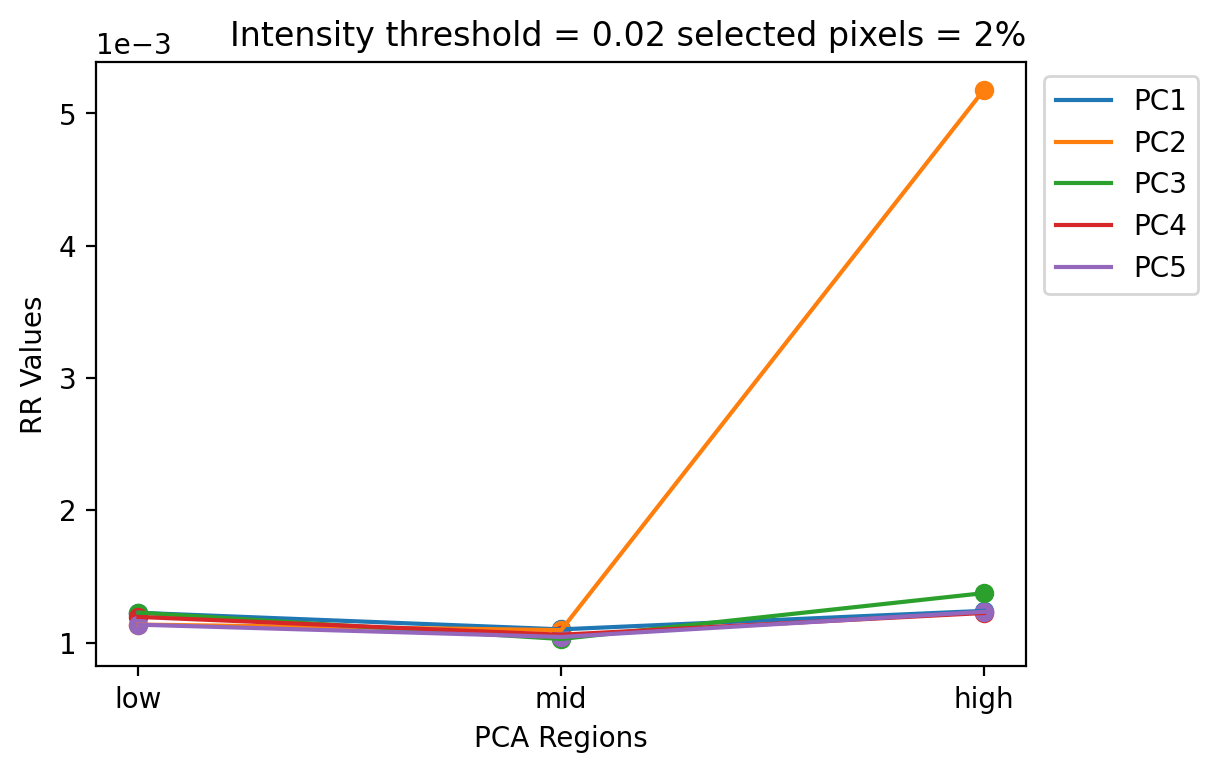 Intensity threshold = 0.02 selected pixels = 2%
1e−3
5
4
3
2
1
RR Values
low
mid
high
PCA Regions
PC1
PC2
PC3
PC4
PC5